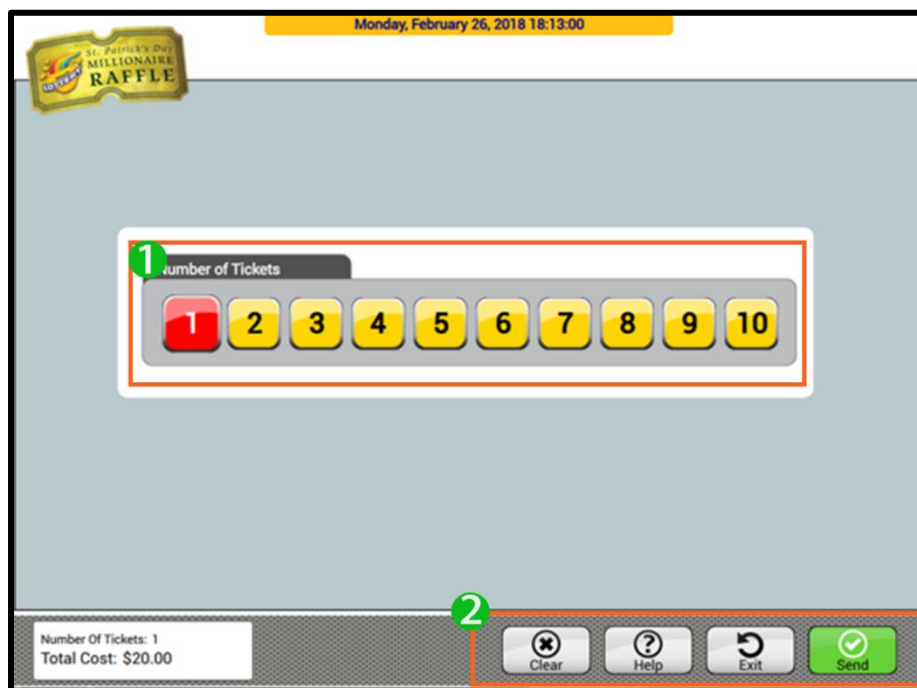 Monday, February 26, 2018 18:13:00
St. Patrick's Day
MILLIONAIRE
RAFFLE
LOTTERY
1
Number of Tickets
1 2 3 4 5 6 7 8 9 10
2
Number Of Tickets: 1
Total Cost: $20.00
Clear Help Exit Send